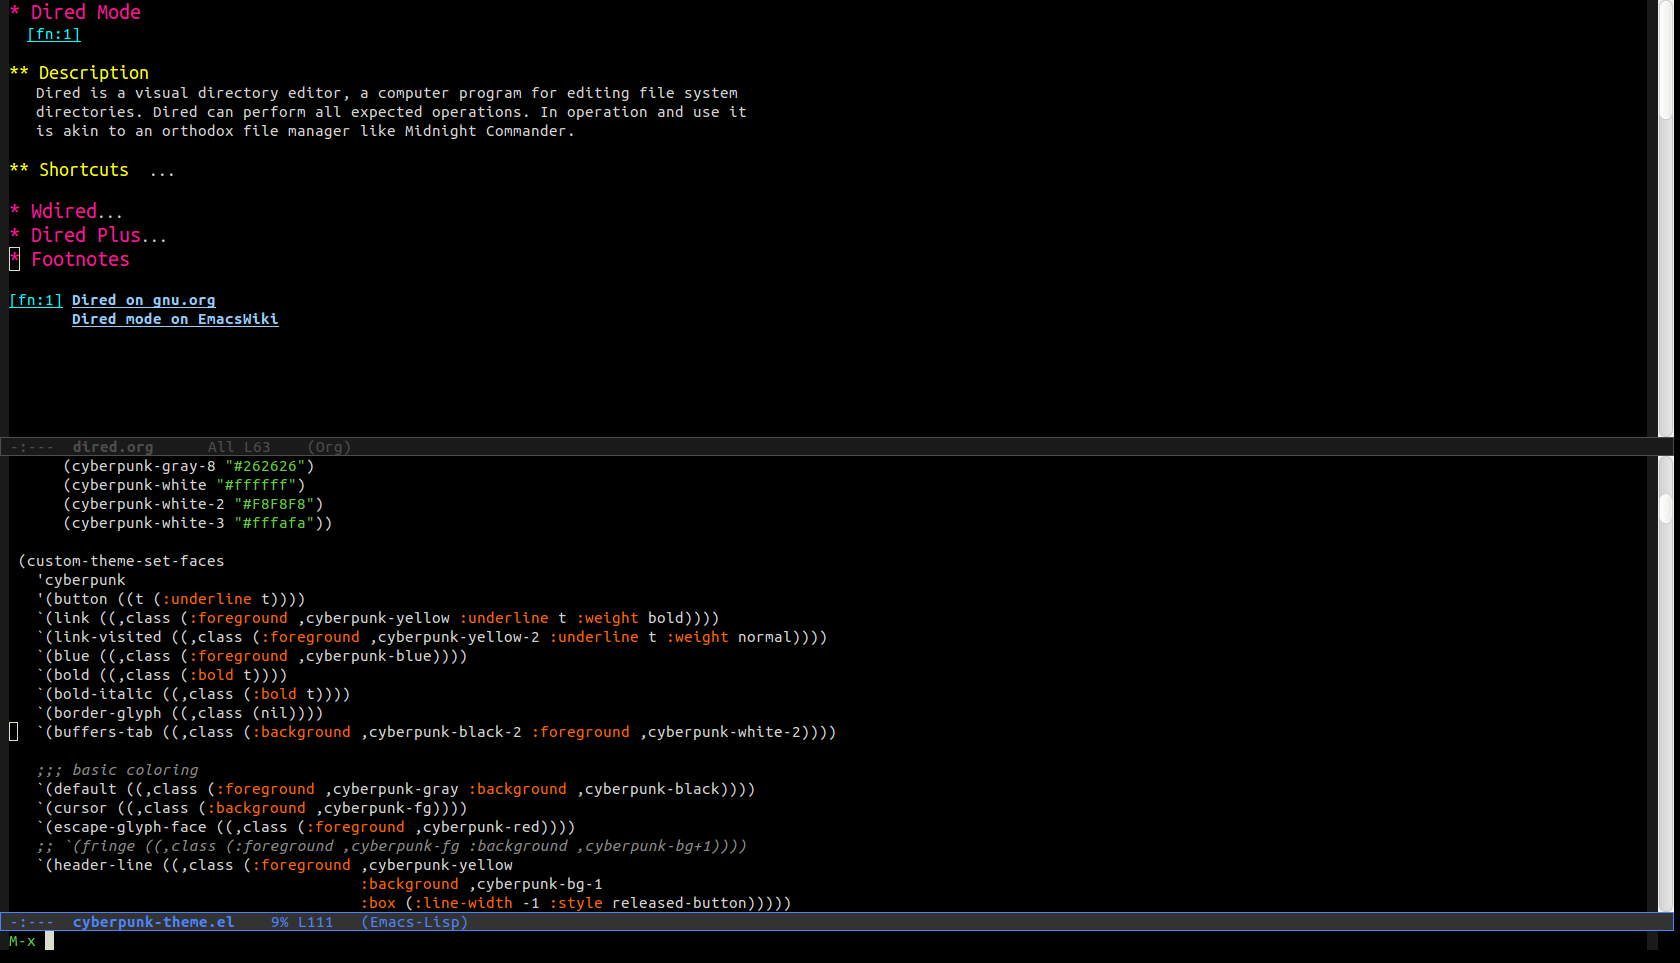 * Dired Mode
  [fn:1]

** Description
   Dired is a visual directory editor, a computer program for editing file system
   directories. Dired can perform all expected operations. In operation and use it
   is akin to an orthodox file manager like Midnight Commander.

** Shortcuts  ...

* Wdired...
* Dired Plus...
* Footnotes

[fn:1] Dired on gnu.org
       Dired mode on EmacsWiki
-:---  dired.org      All L63    (Org)
      (cyberpunk-gray-8 "#262626")
      (cyberpunk-white "#ffffff")
      (cyberpunk-white-2 "#F8F8F8")
      (cyberpunk-white-3 "#fffafa"))

 (custom-theme-set-faces
   'cyberpunk
   '(button ((t (:underline t))))
   `(link ((,class (:foreground ,cyberpunk-yellow :underline t :weight bold))))
   `(link-visited ((,class (:foreground ,cyberpunk-yellow-2 :underline t :weight normal))))
   `(blue ((,class (:foreground ,cyberpunk-blue))))
   `(bold ((,class (:bold t))))
   `(bold-italic ((,class (:bold t))))
   `(border-glyph ((,class (nil))))
   `(buffers-tab ((,class (:background ,cyberpunk-black-2 :foreground ,cyberpunk-white-2))))

   ;;; basic coloring
   `(default ((,class (:foreground ,cyberpunk-gray :background ,cyberpunk-black))))
   `(cursor ((,class (:background ,cyberpunk-fg))))
   `(escape-glyph-face ((,class (:foreground ,cyberpunk-red))))
   ;; `(fringe ((,class (:foreground ,cyberpunk-fg :background ,cyberpunk-bg+1))))
   `(header-line ((,class (:foreground ,cyberpunk-yellow
                                       :background ,cyberpunk-bg-1
                                       :box (:line-width -1 :style released-button)))))
-:---  cyberpunk-theme.el    9% L111   (Emacs-Lisp)
M-x